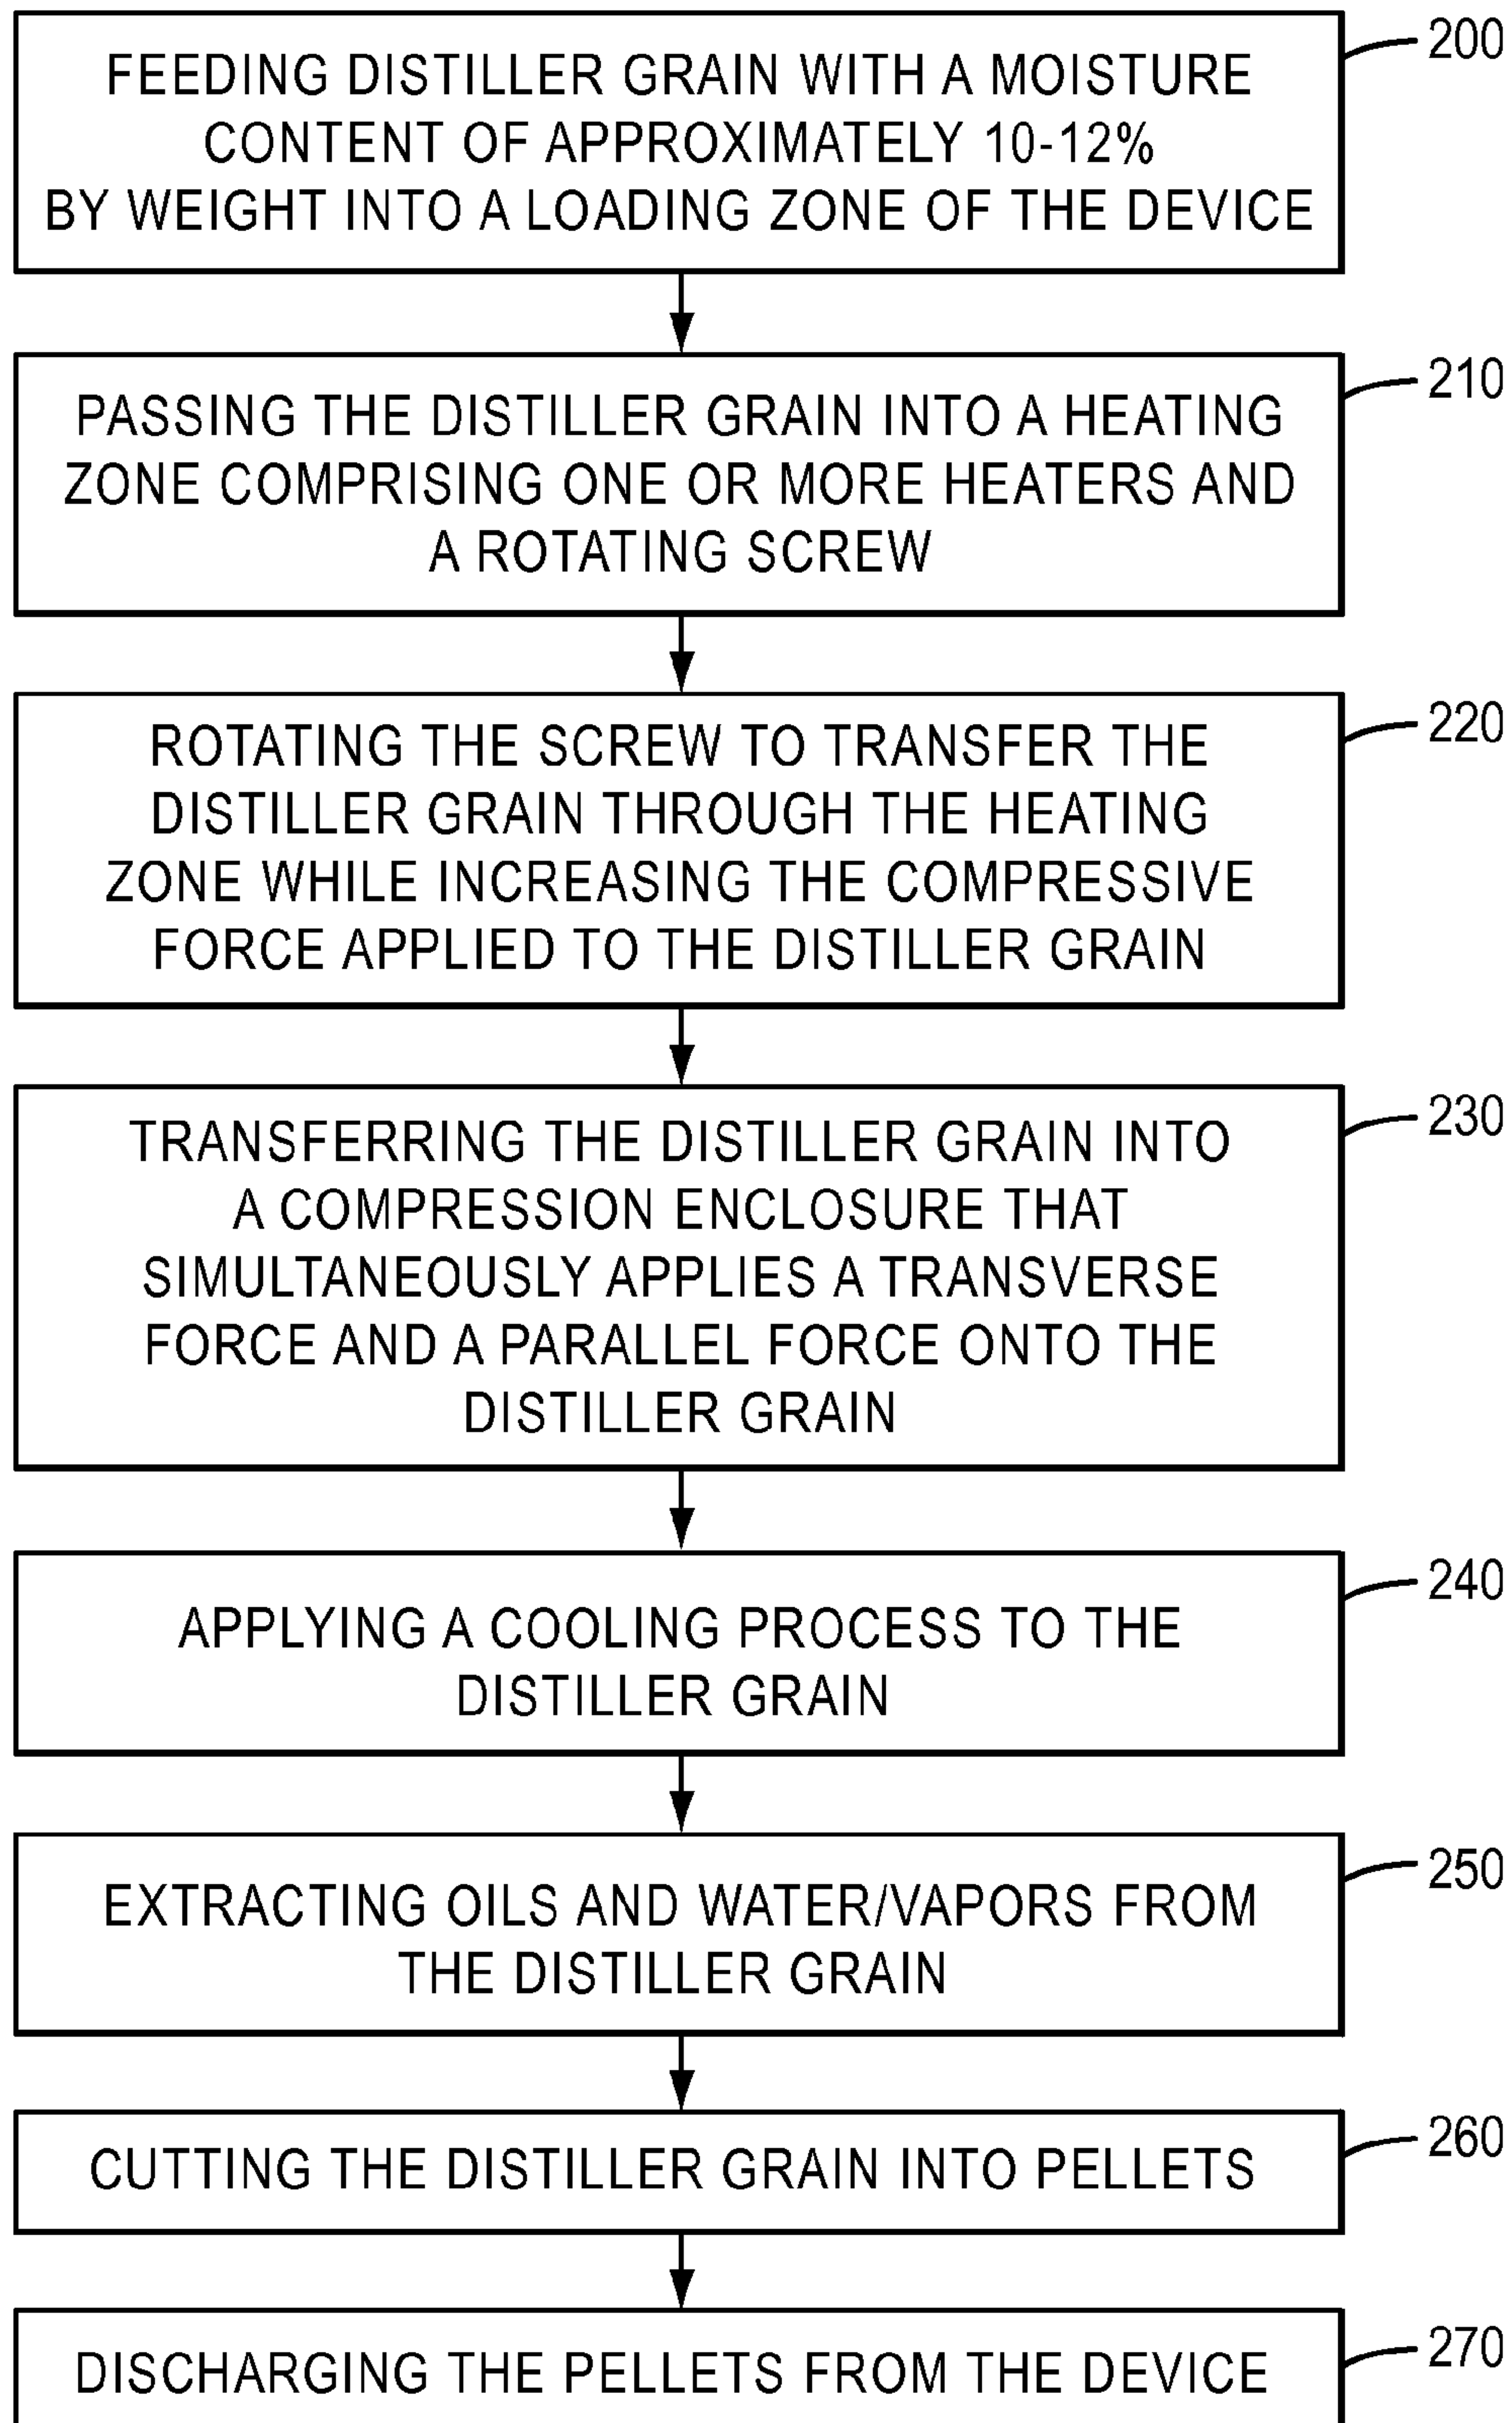 FEEDING DISTILLER GRAIN WITH A MOISTURE
CONTENT OF APPROXIMATELY 10-12%
BY WEIGHT INTO A LOADING ZONE OF THE DEVICE
200
PASSING THE DISTILLER GRAIN INTO A HEATING
ZONE COMPRISING ONE OR MORE HEATERS AND
A ROTATING SCREW
210
ROTATING THE SCREW TO TRANSFER THE
DISTILLER GRAIN THROUGH THE HEATING
ZONE WHILE INCREASING THE COMPRESSIVE
FORCE APPLIED TO THE DISTILLER GRAIN
220
TRANSFERRING THE DISTILLER GRAIN INTO
A COMPRESSION ENCLOSURE THAT
SIMULTANEOUSLY APPLIES A TRANSVERSE
FORCE AND A PARALLEL FORCE ONTO THE
DISTILLER GRAIN
230
APPLYING A COOLING PROCESS TO THE
DISTILLER GRAIN
240
EXTRACTING OILS AND WATER/VAPORS FROM
THE DISTILLER GRAIN
250
CUTTING THE DISTILLER GRAIN INTO PELLETS
260
DISCHARGING THE PELLETS FROM THE DEVICE
270